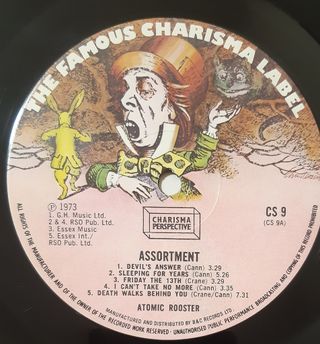 THE FAMOUS CHARISMA LABEL
℗ 1973
1. G.H. Music Ltd.
2 & 4. RSO Pub. Ltd.
3. Essex Music
5. Essex Int./
RSO Pub. Ltd.
CHARISMA
PERSPECTIVE
CS 9
(CS 9A)
ASSORTMENT
1. DEVIL'S ANSWER (Cann) 3.29
2. SLEEPING FOR YEARS (Cann) 5.26
3. FRIDAY THE 13TH (Crane) 3.29
4. I CAN'T TAKE NO MORE (Cann) 3.35
5. DEATH WALKS BEHIND YOU (Crane/Cann) 7.31
ATOMIC ROOSTER
MANUFACTURED AND DISTRIBUTED BY B&C RECORDS LTD.
ALL RIGHTS OF THE MANUFACTURER AND OF THE OWNER OF THE RECORDED WORK RESERVED · UNAUTHORISED PUBLIC PERFORMANCE, BROADCASTING AND COPYING OF THIS RECORD PROHIBITED.